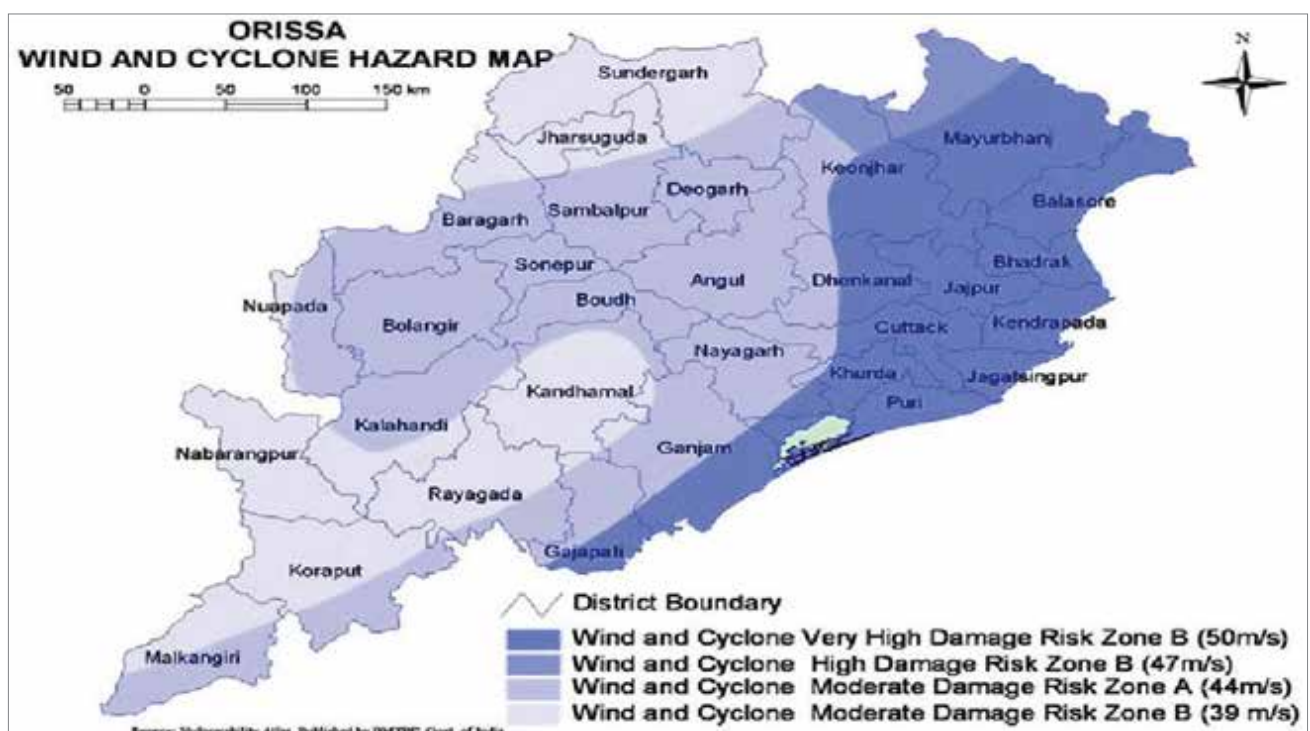 ORISSA
WIND AND CYCLONE HAZARD MAP
N
50 0 50 100 150 km
Sundergarh
Jharsuguda
Mayurbhanj
Keonjhar
Deogarh
Balasore
Sambalpur
Baragarh
Sonepur
Bhadrak
Angul
Dhenkanal
Jajpur
Nuapada
Boudh
Bolangir
Cuttack
Kendrapada
Nayagarh
Khurda
Jagatsingpur
Kandhamal
Puri
Kalahandi
Ganjam
Nabarangpur
Rayagada
Gajapati
Koraput
Malkangiri
District Boundary
Wind and Cyclone Very High Damage Risk Zone B (50m/s)
Wind and Cyclone High Damage Risk Zone B (47m/s)
Wind and Cyclone Moderate Damage Risk Zone A (44m/s)
Wind and Cyclone Moderate Damage Risk Zone B (39 m/s)